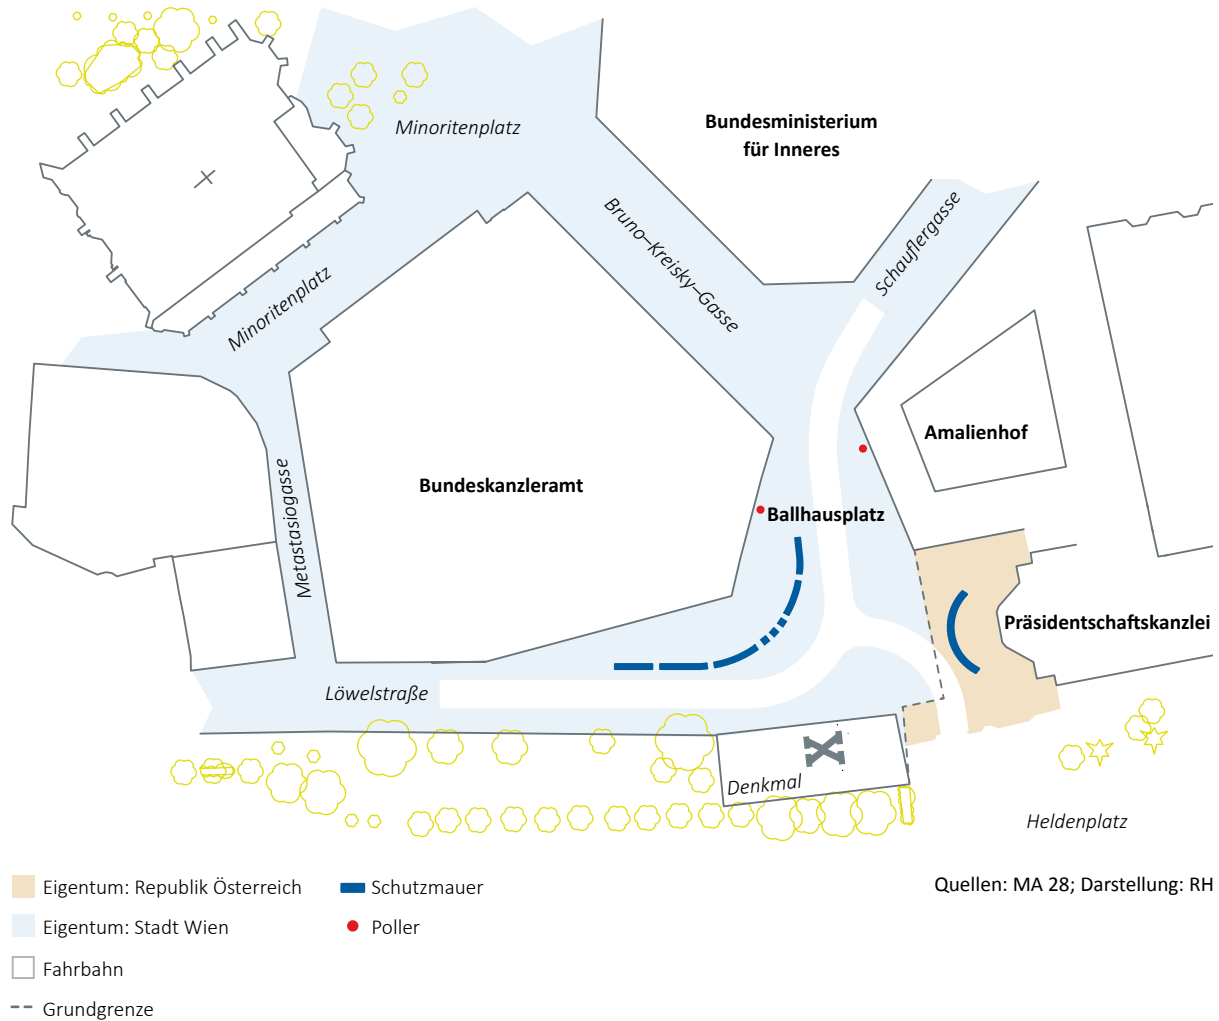 Minoritenplatz
Bundesministerium
für Inneres
Bruno–Kreisky–Gasse
Schauflergasse
Minoritenplatz
Amalienhof
Bundeskanzleramt
Ballhausplatz
Metastasiogasse
Präsidentschaftskanzlei
Löwelstraße
Denkmal
Heldenplatz
Eigentum: Republik Österreich
Schutzmauer
Quellen: MA 28; Darstellung: RH
Eigentum: Stadt Wien
Poller
Fahrbahn
Grundgrenze